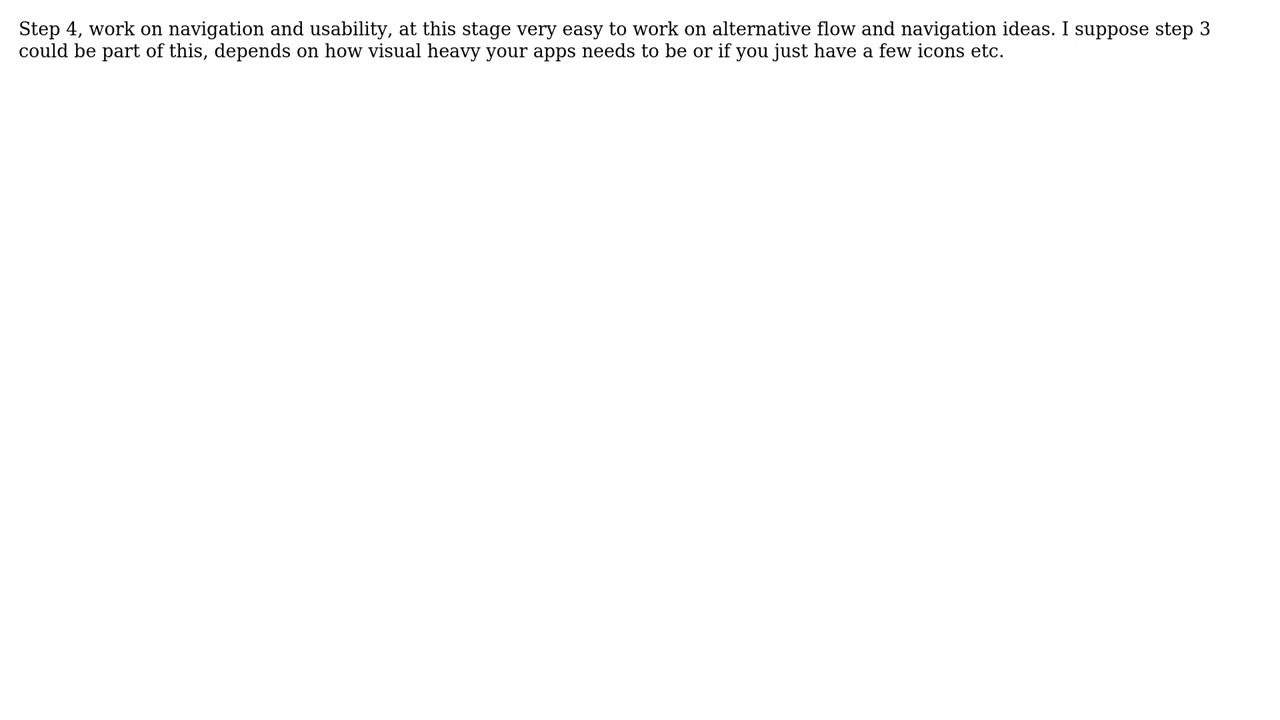 Step 4, work on navigation and usability, at this stage very easy to work on alternative flow and navigation ideas. I suppose step 3
could be part of this, depends on how visual heavy your apps needs to be or if you just have a few icons etc.